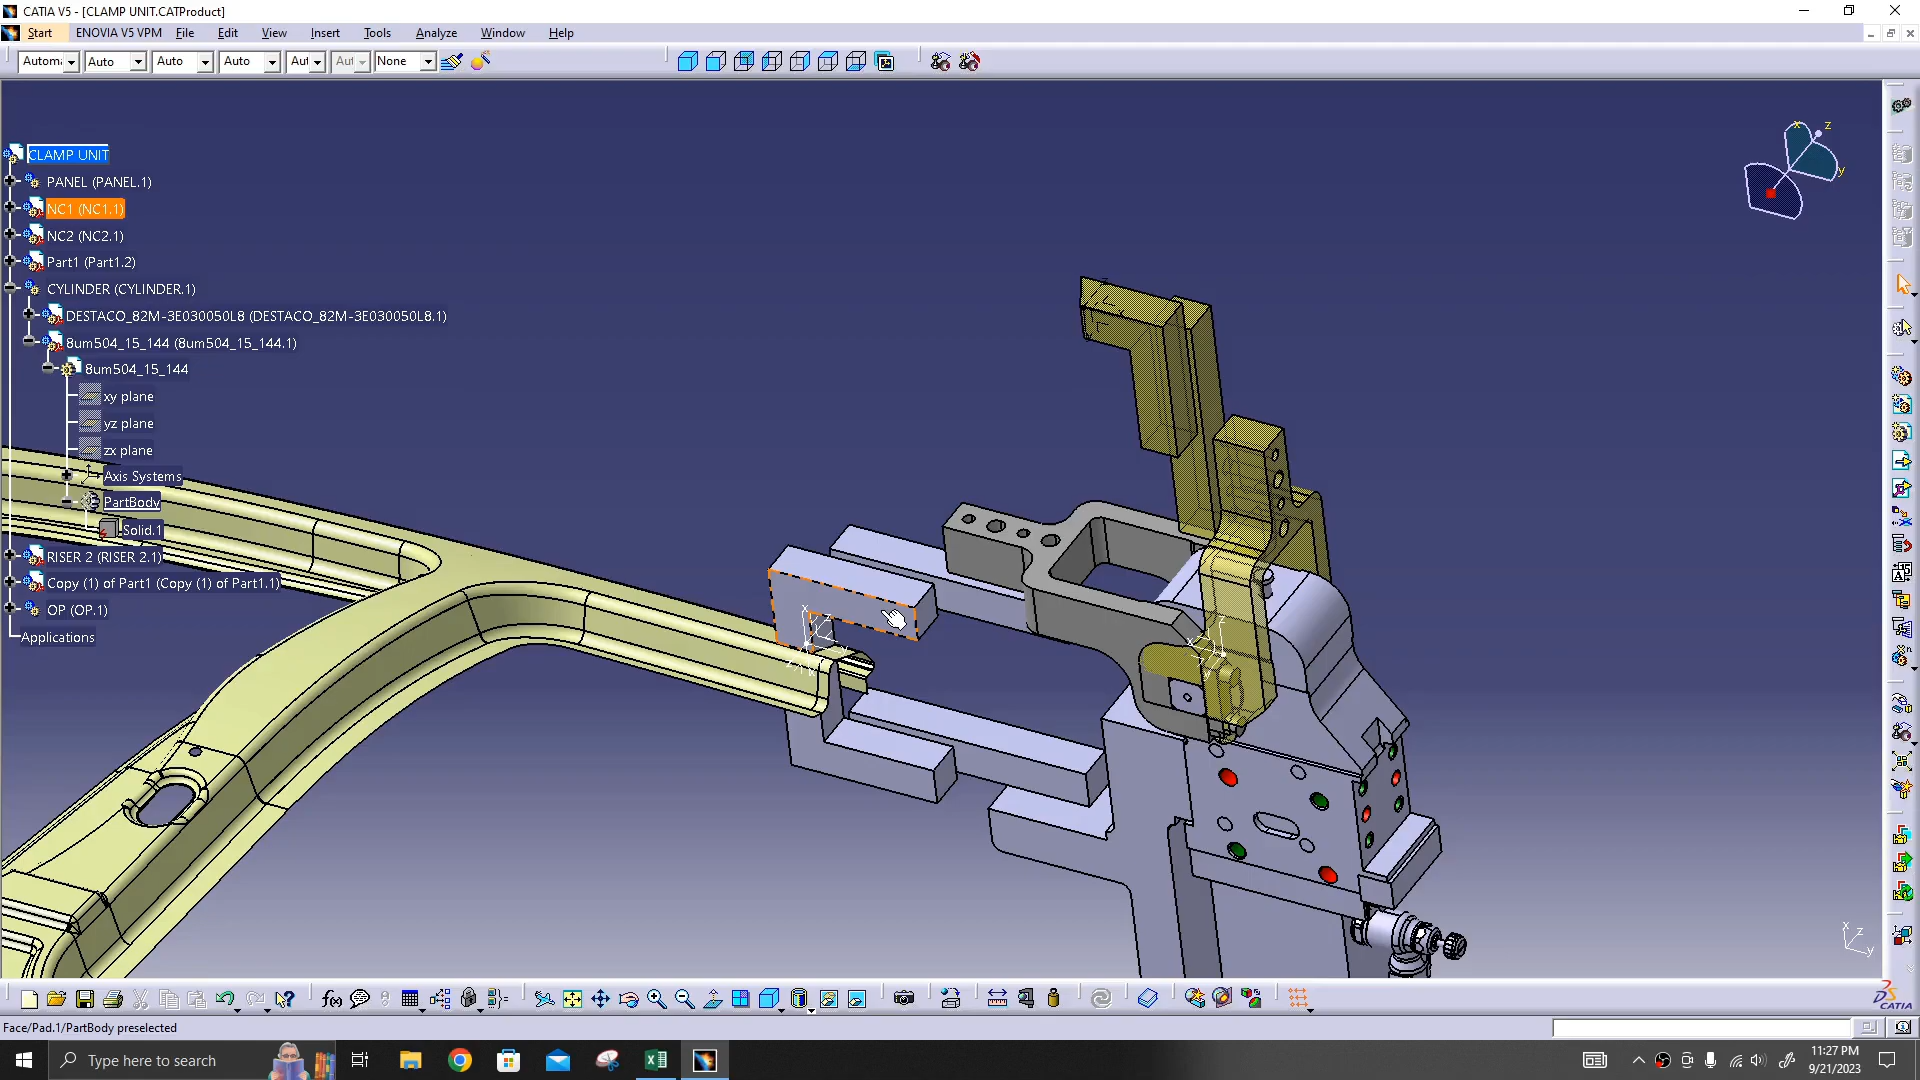 CATIA V5 - [CLAMP UNIT.CATProduct]
Start ENOVIA V5 VPM File Edit View Insert Tools Analyze Window Help
Auto Auto Auto Aut None
x z
y
CLAMP UNIT
PANEL (PANEL.1)
NC1 (NC1.1)
NC2 (NC2.1)
Part1 (Part1.2)
CYLINDER (CYLINDER.1)
DESTACO_82M-3E030050L8 (DESTACO_82M-3E030050L8.1)
8um504_15_144 (8um504_15_144.1)
8um504_15_144
xy plane
yz plane
zx plane
Axis Systems
PartBody
Solid.1
RISER 2 (RISER 2.1)
Copy (1) of Part1 (Copy (1) of Part1.1)
OP (OP.1)
Applications
x z
y
f(x)
CATIA
Face/Pad.1/PartBody preselected
Type here to search
11:27 PM
9/21/2023